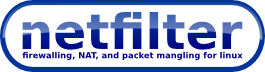 netfilter
firewalling, NAT, and packet mangling for linux